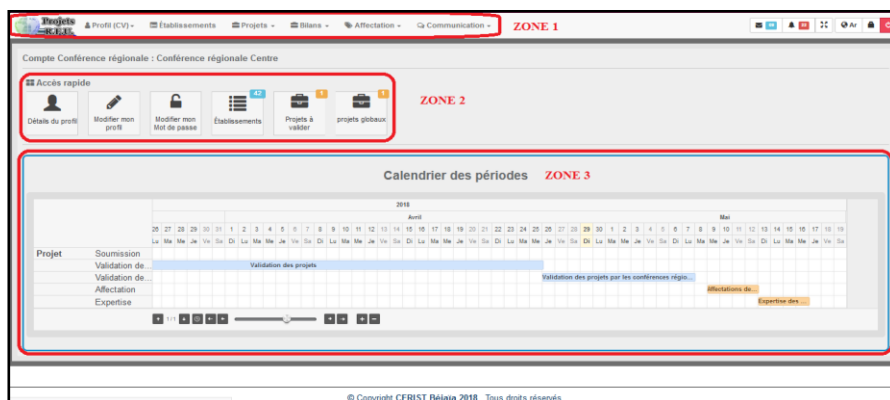 Projets R.F.U. Profil (CV) Établissements Projets Bilans Affectation Communication ZONE 1 Ar
Compte Conférence régionale : Conférence régionale Centre
Accès rapide
42 1 1
ZONE 2
Détails du profil Modifier mon profil Modifier mon Mot de passe Établissements Projets à valider projets globaux
Calendrier des périodes ZONE 3
2018
Avril Mai
26 27 28 29 30 31 1 2 3 4 5 6 7 8 9 10 11 12 13 14 15 16 17 18 19 20 21 22 23 24 25 26 27 28 29 30 1 2 3 4 5 6 7 8 9 10 11 12 13 14 15 16 17 18 19
Lu Ma Me Je Ve Sa Di Lu Ma Me Je Ve Sa Di Lu Ma Me Je Ve Sa Di Lu Ma Me Je Ve Sa Di Lu Ma Me Je Ve Sa Di Lu Ma Me Je Ve Sa Di Lu Ma Me Je Ve Sa Di Lu Ma Me Je Ve Sa
Projet Soumission
Validation de... Validation des projets
Validation de... Validation des projets par les conférences régio...
Affectation Affectations de...
Expertise Expertise des ...
1/1
© Copyright CERIST Béjaia 2018 Tous droits réservés